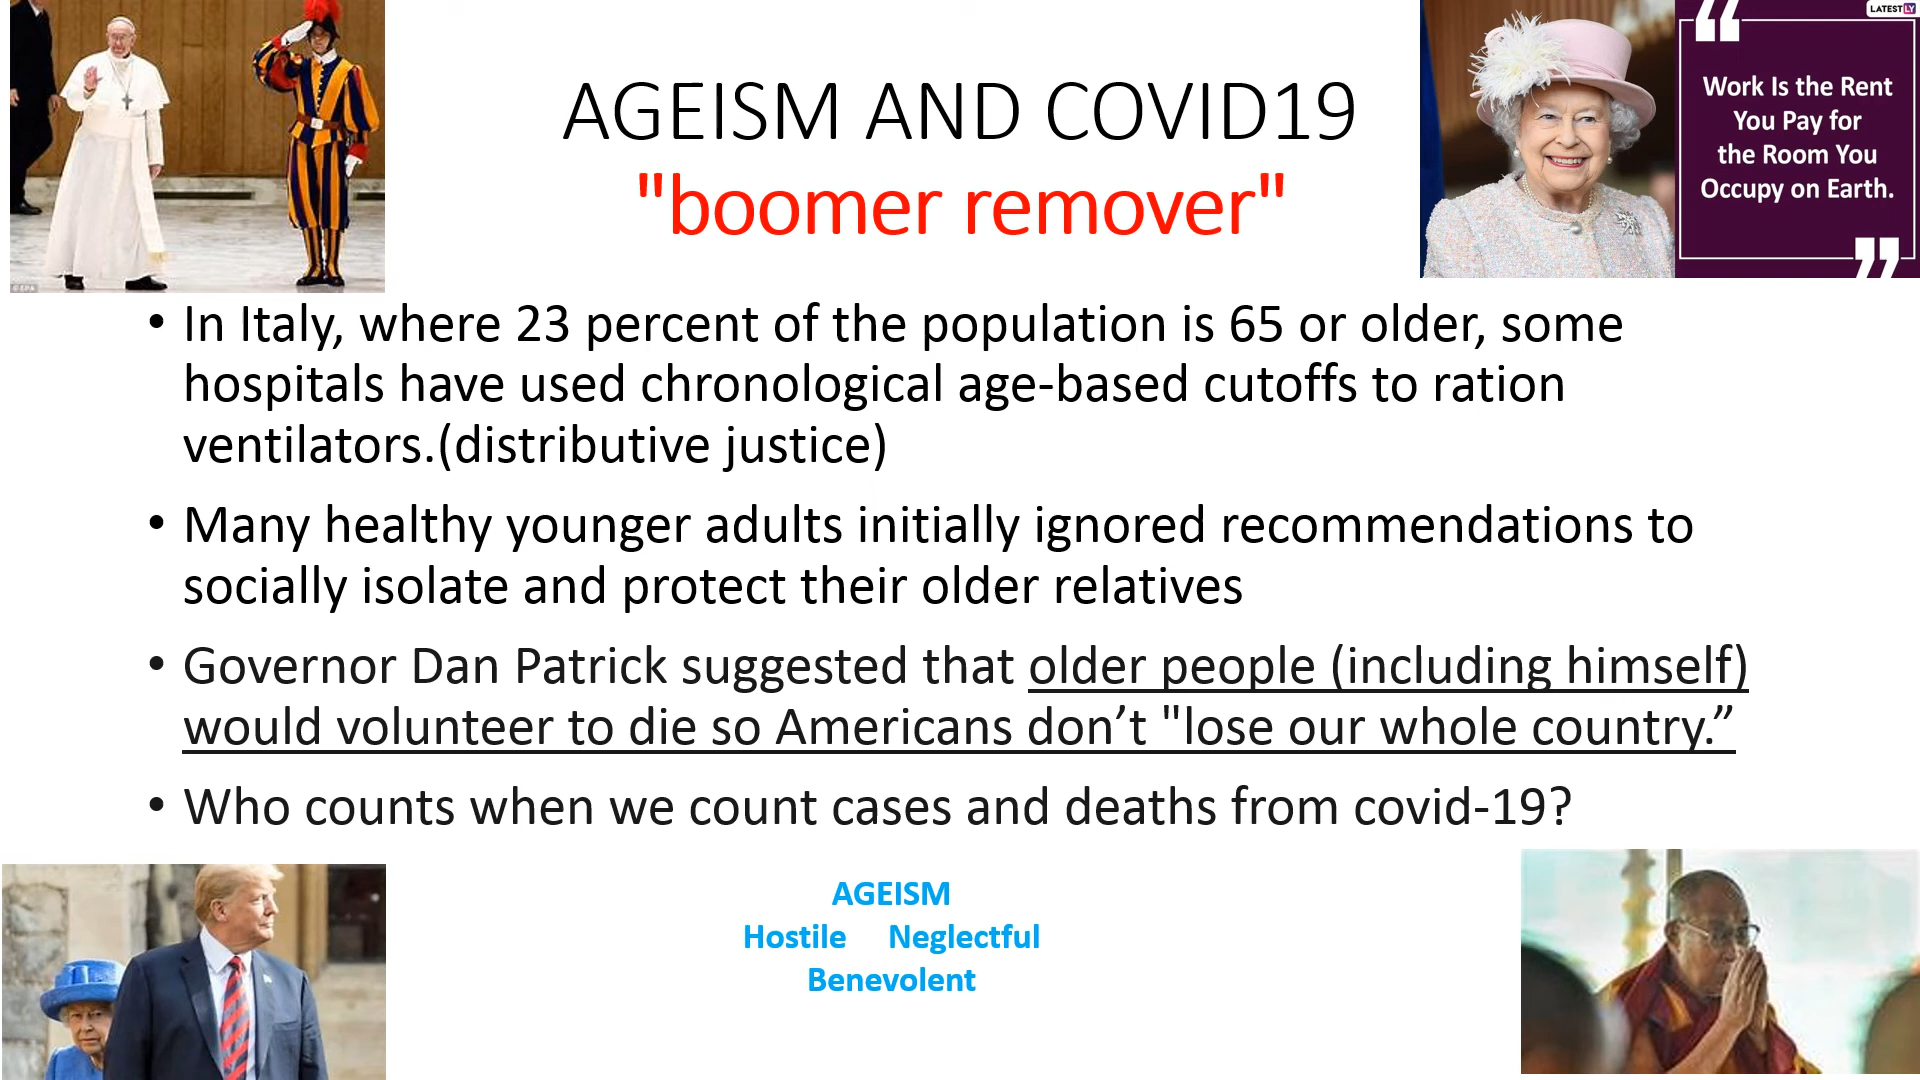 AGEISM AND COVID19
"boomer remover"
LATESTLY
“
Work Is the Rent
You Pay for
the Room You
Occupy on Earth.
”
© EPA
• In Italy, where 23 percent of the population is 65 or older, some
hospitals have used chronological age-based cutoffs to ration
ventilators.(distributive justice)
• Many healthy younger adults initially ignored recommendations to
socially isolate and protect their older relatives
• Governor Dan Patrick suggested that older people (including himself)
would volunteer to die so Americans don’t "lose our whole country.”
• Who counts when we count cases and deaths from covid-19?
AGEISM
Hostile Neglectful
Benevolent